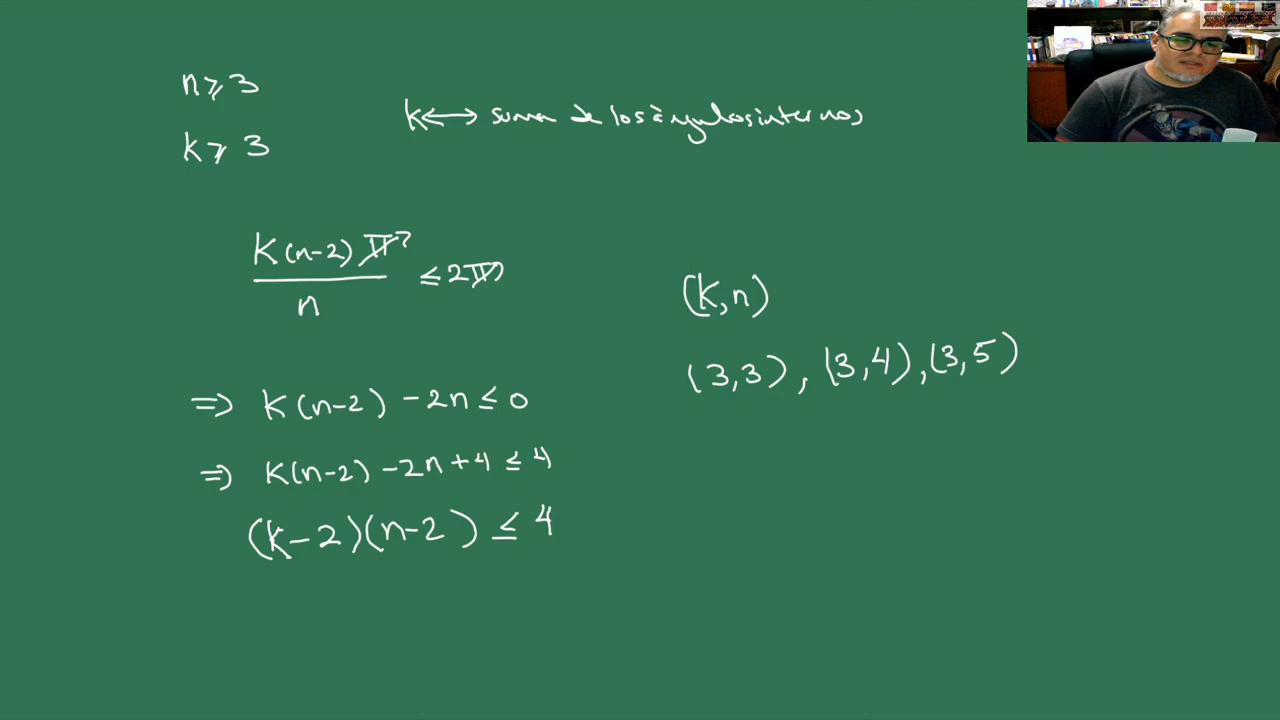 n ⩾ 3
k ⩾ 3
k ⟷ suma de los ángulos internos
K(n-2)π
n
≤ 2π
(K,n)
(3,3), (3,4), (3,5)
⇒ K(n-2) - 2n ≤ 0
⇒ K(n-2) - 2n + 4 ≤ 4
(k-2)(n-2) ≤ 4